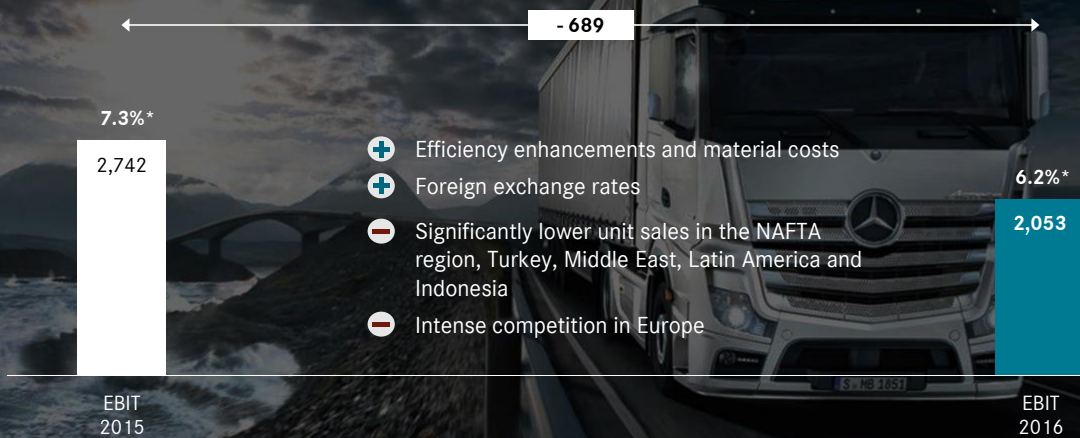 - 689
7.3%*
2,742
Efficiency enhancements and material costs
Foreign exchange rates
Significantly lower unit sales in the NAFTA
region, Turkey, Middle East, Latin America and
Indonesia
Intense competition in Europe
6.2%*
2,053
S MB 1851
EBIT
2015
EBIT
2016